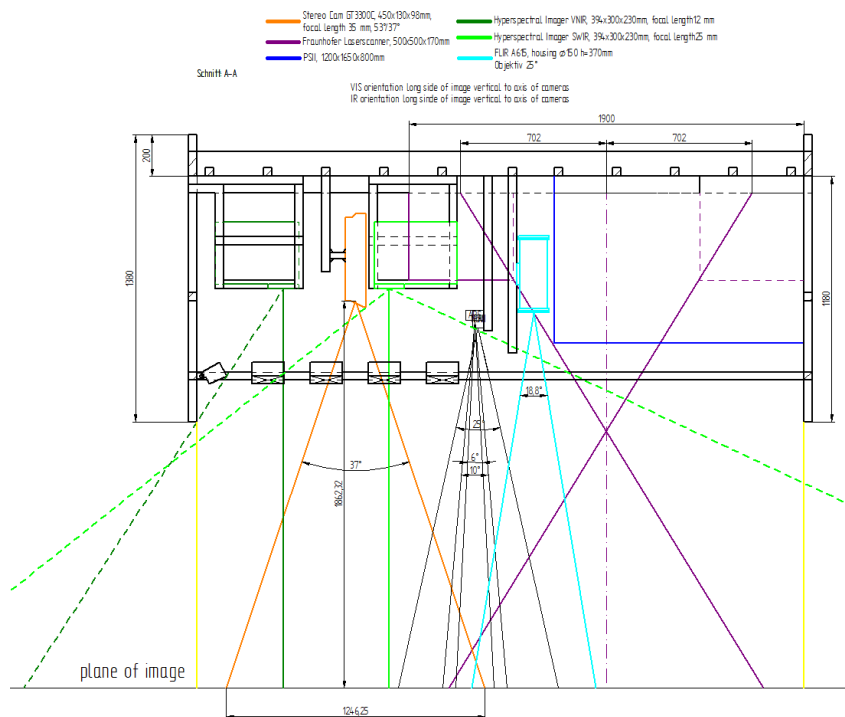 Stereo Cam GT3300C, 450x130x98mm,
focal length 35 mm, 53°/37°
Fraunhofer Laserscanner, 500x500x170mm
PSII, 1200x1650x800mm
Hyperspectral Imager VNIR, 394x300x230mm, focal length12 mm
Hyperspectral Imager SWIR, 394x300x230mm, focal length25 mm
FLIR A615, housing ø150 h=370mm
Objektiv 25°
Schnitt A-A
VIS orientation long side of image vertical to axis of cameras
IR orientation long sinde of image vertical to axis of cameras
1900
702
702
200
1380
1180
18.8°
25°
6°
10°
37°
1862,32
plane of image
1246,25